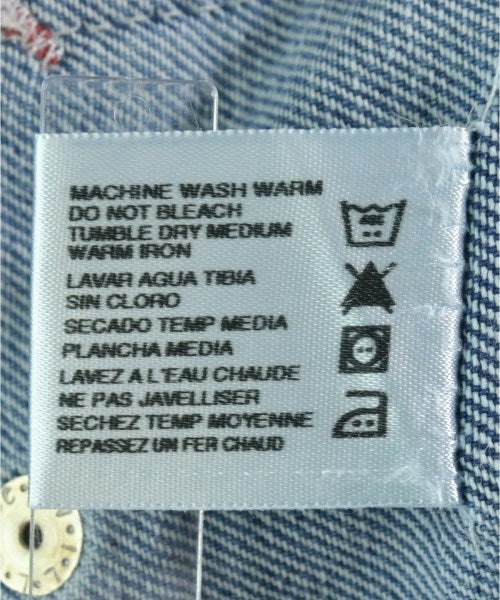 MACHINE WASH WARM
DO NOT BLEACH
TUMBLE DRY MEDIUM
WARM IRON
LAVAR AGUA TIBIA
SIN CLORO
SECADO TEMP MEDIA
PLANCHA MEDIA
LAVEZ A L'EAU CHAUDE
NE PAS JAVELLISER
SECHEZ TEMP MOYENNE
REPASSEZ UN FER CHAUD